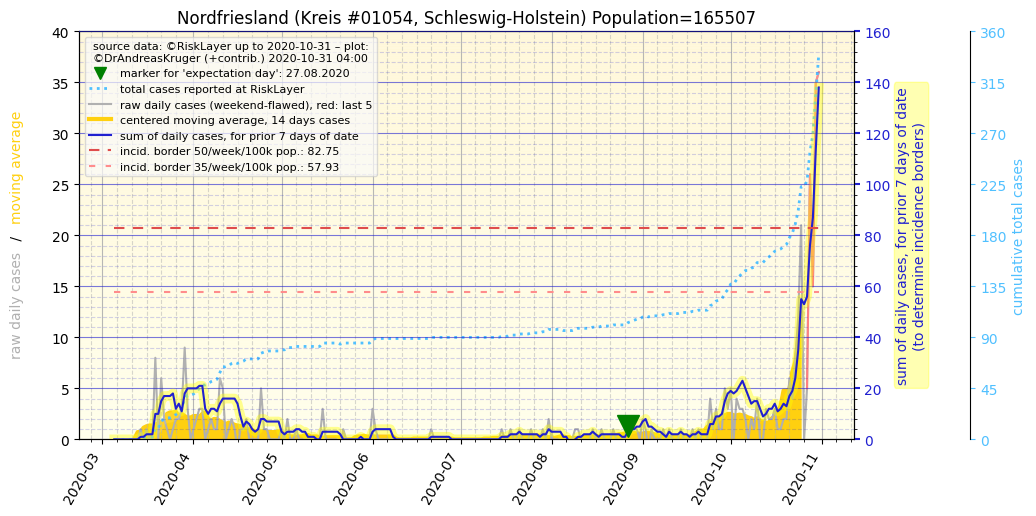 Nordfriesland (Kreis #01054, Schleswig-Holstein) Population=165507
source data: ©RiskLayer up to 2020-10-31 – plot:
©DrAndreasKruger (+contrib.) 2020-10-31 04:00
marker for 'expectation day': 27.08.2020
total cases reported at RiskLayer
raw daily cases (weekend-flawed), red: last 5
centered moving average, 14 days cases
sum of daily cases, for prior 7 days of date
incid. border 50/week/100k pop.: 82.75
incid. border 35/week/100k pop.: 57.93
raw daily cases / moving average
40
35
30
25
20
15
10
5
0
2020-03
2020-04
2020-05
2020-06
2020-07
2020-08
2020-09
2020-10
2020-11
160
140
120
100
80
60
40
20
0
sum of daily cases, for prior 7 days of date
(to determine incidence borders)
360
315
270
225
180
135
90
45
0
cumulative total cases